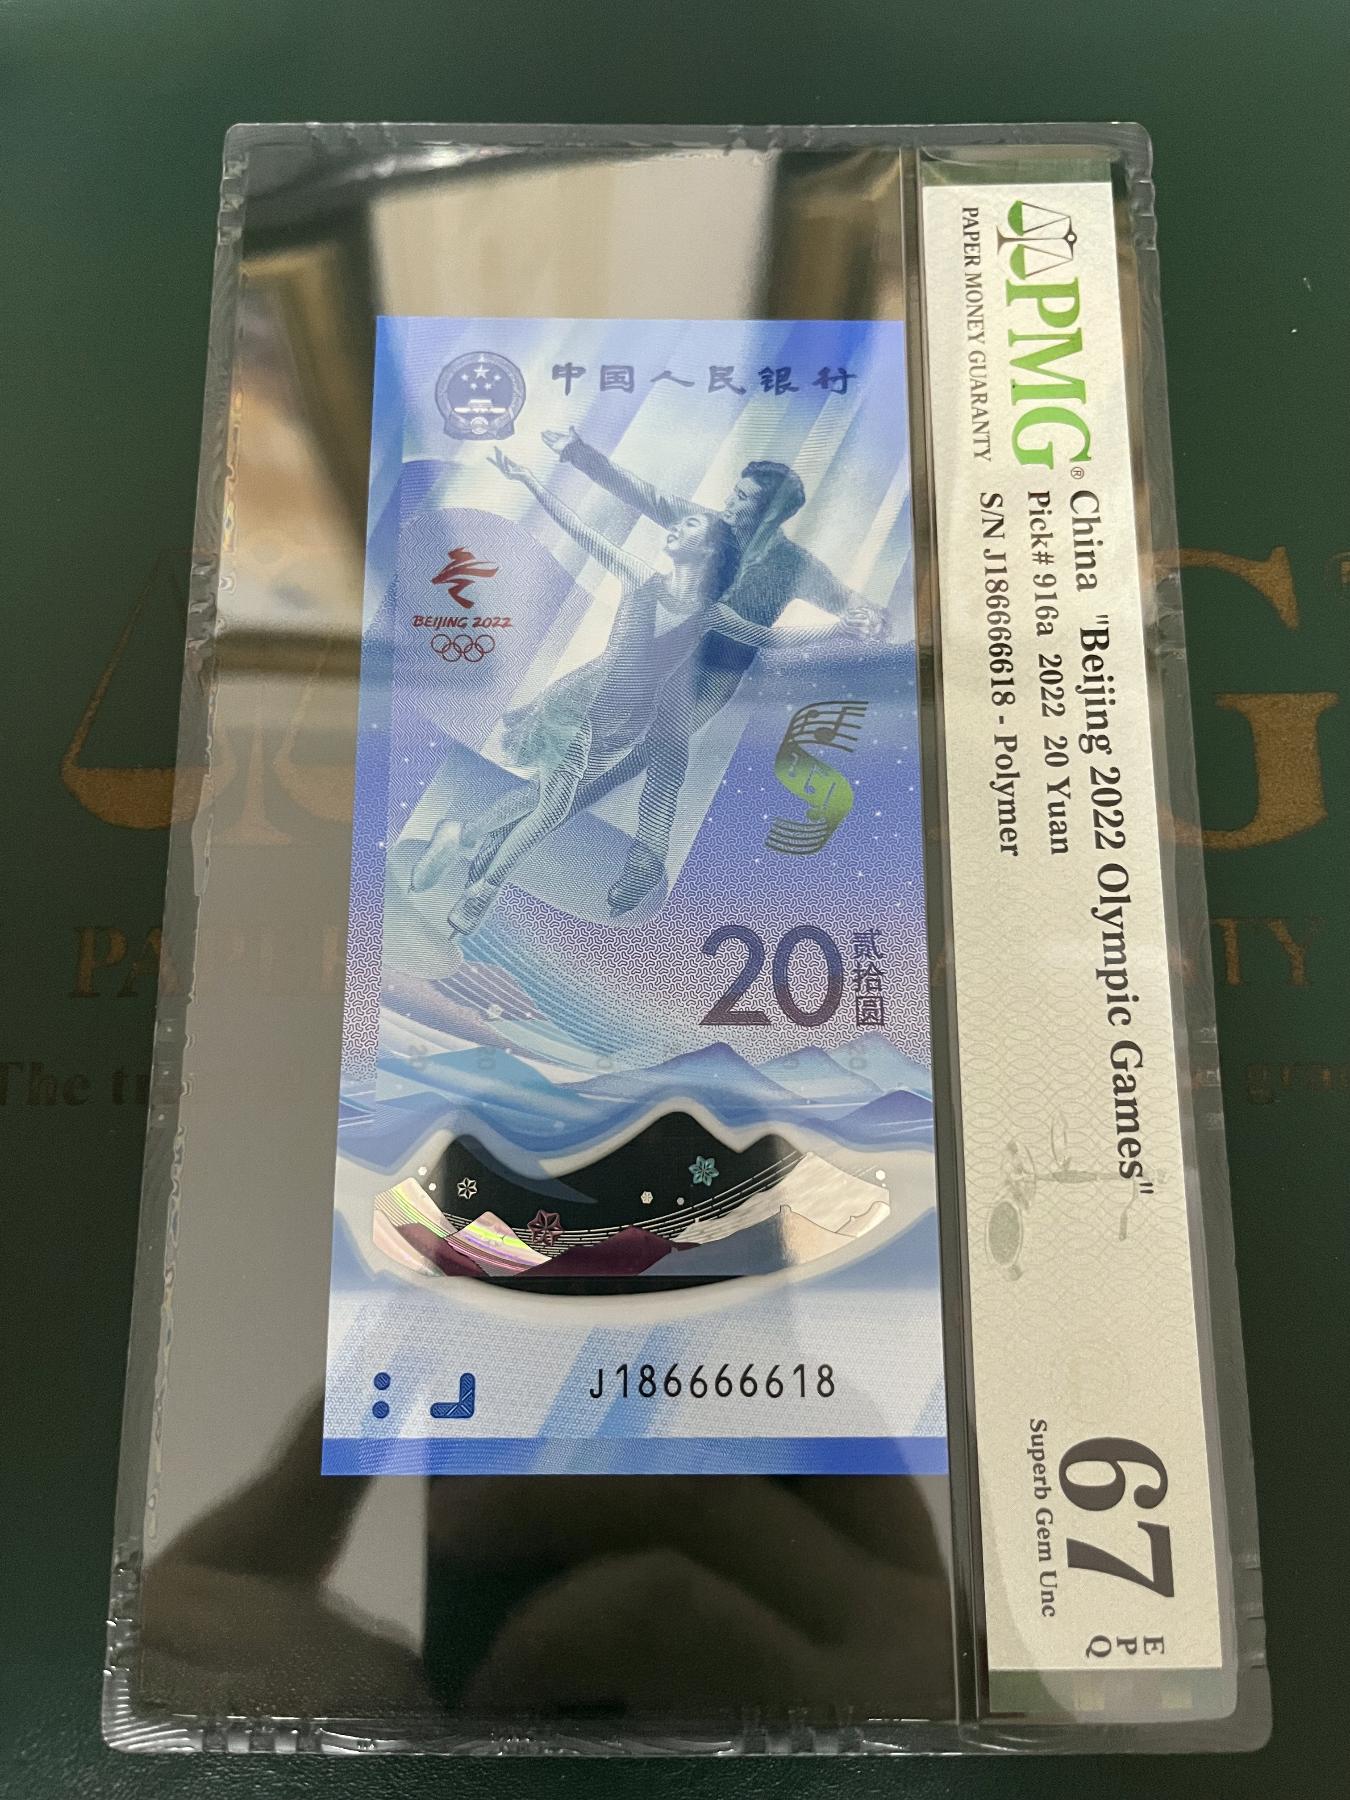 PMG®
PAPER MONEY GUARANTY
China "Beijing 2022 Olympic Games"
Pick# 916a 2022 20 Yuan
S/N J186666618 - Polymer
67
EPQ
Superb Gem Unc
中国人民银行
BEIJING 2022
20
贰拾圆
J186666618